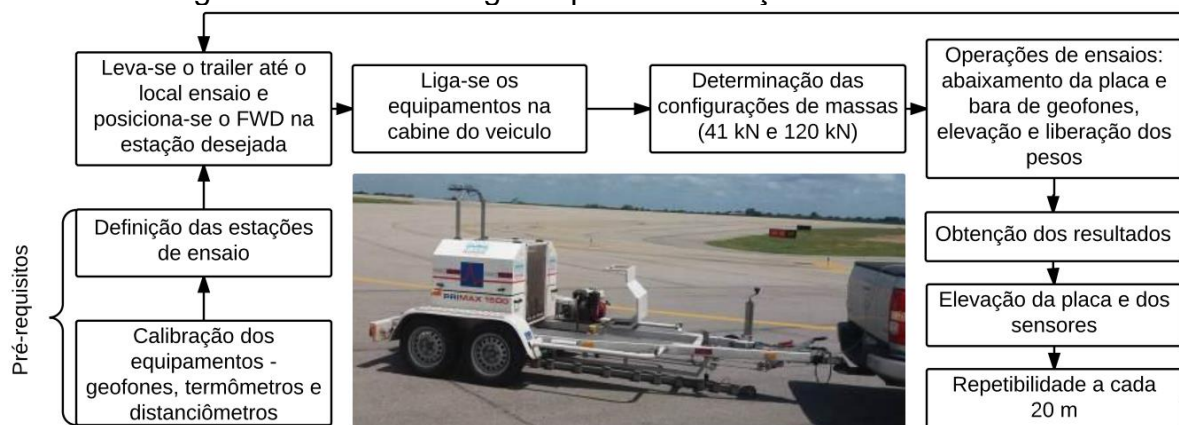 Leva-se o trailer até o
local ensaio e
posiciona-se o FWD na
estação desejada
Liga-se os
equipamentos na
cabine do veiculo
Determinação das
configurações de massas
(41 kN e 120 kN)
Operações de ensaios:
abaixamento da placa e
bara de geofones,
elevação e liberação dos
pesos
Obtenção dos resultados
Elevação da placa e dos
sensores
Repetibilidade a cada
20 m
Pré-requisitos
Definição das estações
de ensaio
Calibração dos
equipamentos -
geofones, termômetros e
distanciômetros
PRIMAX 1500